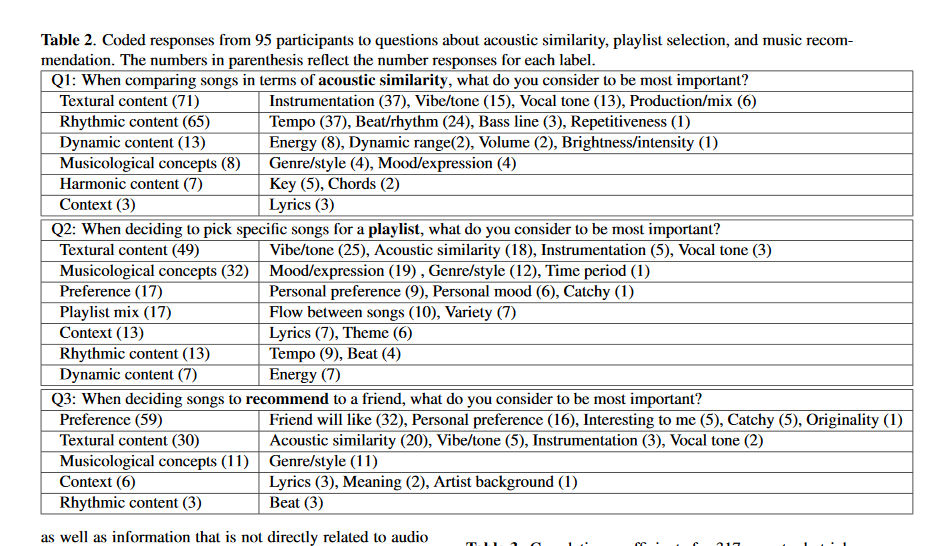 Table 2. Coded responses from 95 participants to questions about acoustic similarity, playlist selection, and music recom-
mendation. The numbers in parenthesis reflect the number responses for each label.
Q1: When comparing songs in terms of acoustic similarity, what do you consider to be most important?
Textural content (71) Instrumentation (37), Vibe/tone (15), Vocal tone (13), Production/mix (6)
Rhythmic content (65) Tempo (37), Beat/rhythm (24), Bass line (3), Repetitiveness (1)
Dynamic content (13) Energy (8), Dynamic range(2), Volume (2), Brightness/intensity (1)
Musicological concepts (8) Genre/style (4), Mood/expression (4)
Harmonic content (7) Key (5), Chords (2)
Context (3) Lyrics (3)
Q2: When deciding to pick specific songs for a playlist, what do you consider to be most important?
Textural content (49) Vibe/tone (25), Acoustic similarity (18), Instrumentation (5), Vocal tone (3)
Musicological concepts (32) Mood/expression (19) , Genre/style (12), Time period (1)
Preference (17) Personal preference (9), Personal mood (6), Catchy (1)
Playlist mix (17) Flow between songs (10), Variety (7)
Context (13) Lyrics (7), Theme (6)
Rhythmic content (13) Tempo (9), Beat (4)
Dynamic content (7) Energy (7)
Q3: When deciding songs to recommend to a friend, what do you consider to be most important?
Preference (59) Friend will like (32), Personal preference (16), Interesting to me (5), Catchy (5), Originality (1)
Textural content (30) Acoustic similarity (20), Vibe/tone (5), Instrumentation (3), Vocal tone (2)
Musicological concepts (11) Genre/style (11)
Context (6) Lyrics (3), Meaning (2), Artist background (1)
Rhythmic content (3) Beat (3)
as well as information that is not directly related to audio